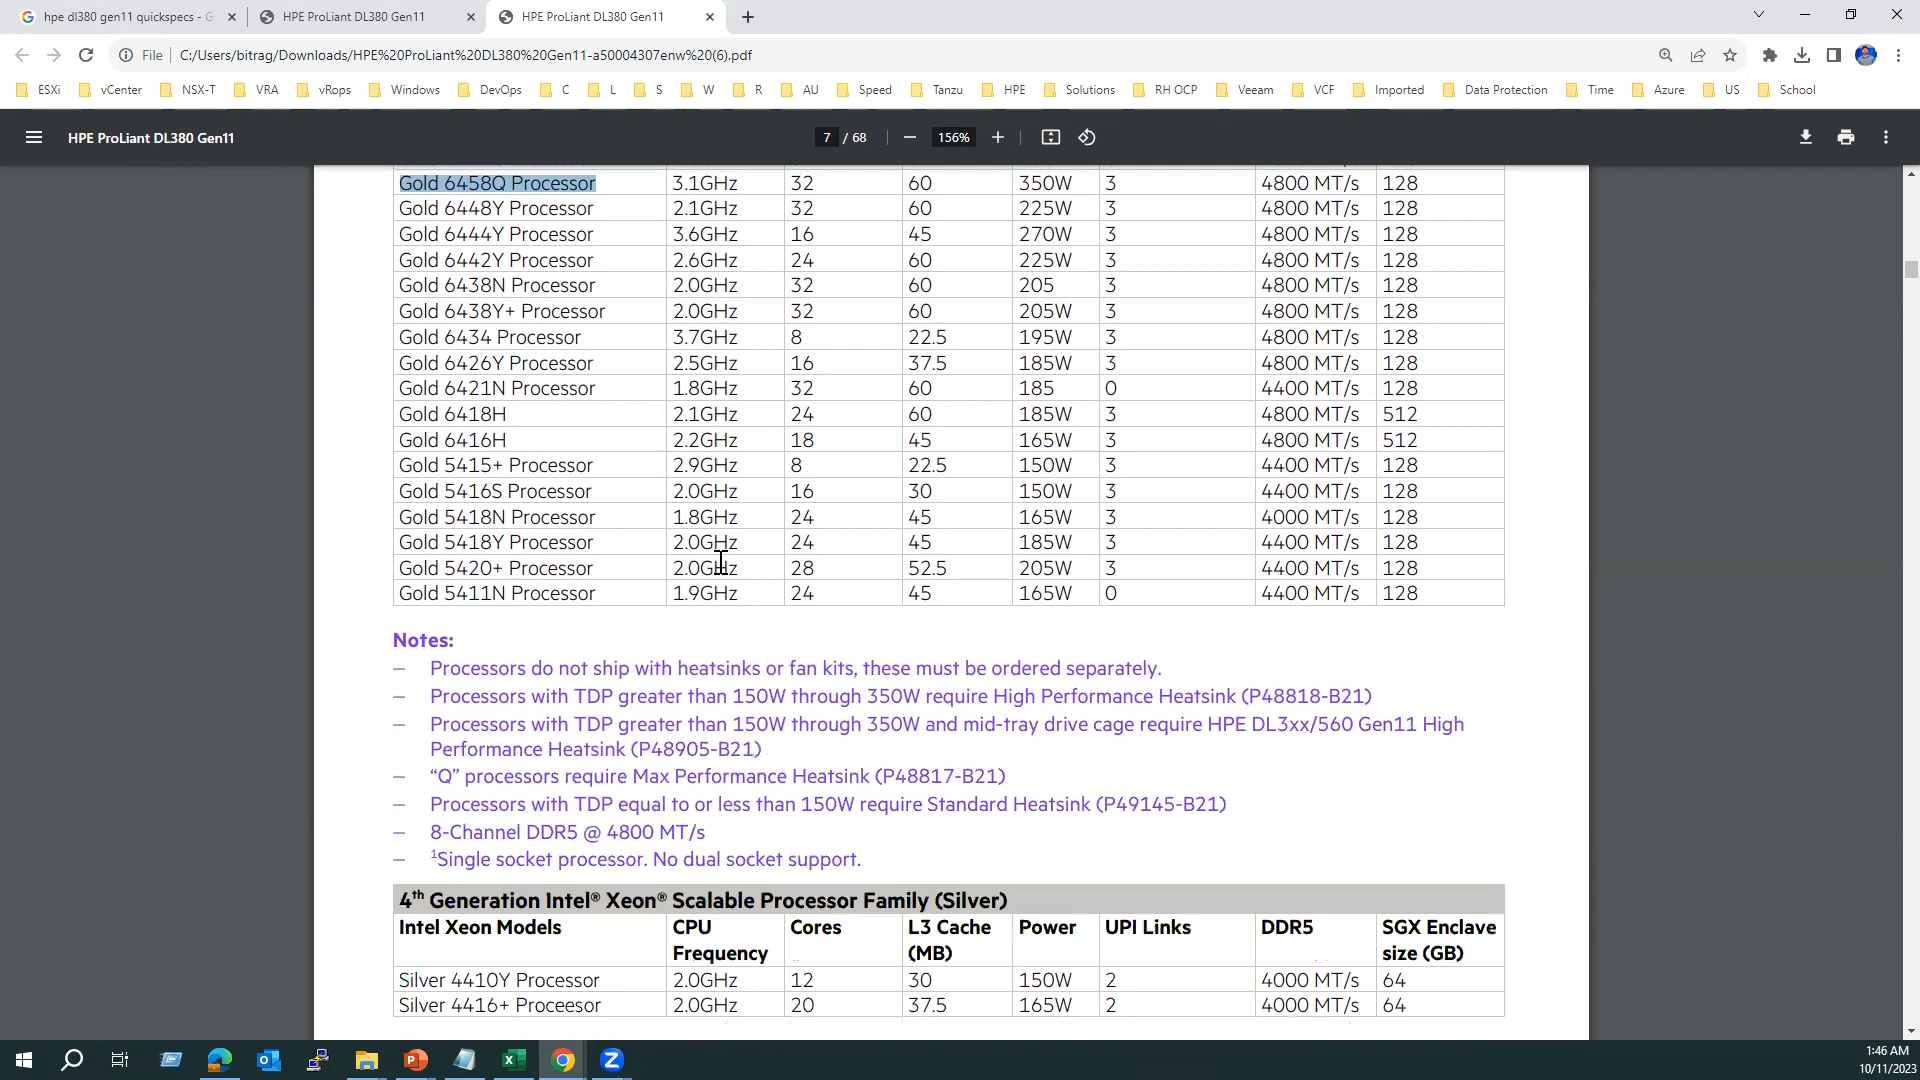 hpe dl380 gen11 quickspecs - G
HPE ProLiant DL380 Gen11
HPE ProLiant DL380 Gen11
File
C:/Users/bitrag/Downloads/HPE%20ProLiant%20DL380%20Gen11-a50004307enw%20(6).pdf
ESXi vCenter NSX-T VRA vRops Windows DevOps C L S W R AU Speed Tanzu HPE Solutions RH OCP Veeam VCF Imported Data Protection Time Azure US School
HPE ProLiant DL380 Gen11 7 / 68 156%
Gold 6458Q Processor 3.1GHz 32 60 350W 3 4800 MT/s 128
Gold 6448Y Processor 2.1GHz 32 60 225W 3 4800 MT/s 128
Gold 6444Y Processor 3.6GHz 16 45 270W 3 4800 MT/s 128
Gold 6442Y Processor 2.6GHz 24 60 225W 3 4800 MT/s 128
Gold 6438N Processor 2.0GHz 32 60 205 3 4800 MT/s 128
Gold 6438Y+ Processor 2.0GHz 32 60 205W 3 4800 MT/s 128
Gold 6434 Processor 3.7GHz 8 22.5 195W 3 4800 MT/s 128
Gold 6426Y Processor 2.5GHz 16 37.5 185W 3 4800 MT/s 128
Gold 6421N Processor 1.8GHz 32 60 185 0 4400 MT/s 128
Gold 6418H 2.1GHz 24 60 185W 3 4800 MT/s 512
Gold 6416H 2.2GHz 18 45 165W 3 4800 MT/s 512
Gold 5415+ Processor 2.9GHz 8 22.5 150W 3 4400 MT/s 128
Gold 5416S Processor 2.0GHz 16 30 150W 3 4400 MT/s 128
Gold 5418N Processor 1.8GHz 24 45 165W 3 4000 MT/s 128
Gold 5418Y Processor 2.0GHz 24 45 185W 3 4400 MT/s 128
Gold 5420+ Processor 2.0GHz 28 52.5 205W 3 4400 MT/s 128
Gold 5411N Processor 1.9GHz 24 45 165W 0 4400 MT/s 128
Notes:
– Processors do not ship with heatsinks or fan kits, these must be ordered separately.
– Processors with TDP greater than 150W through 350W require High Performance Heatsink (P48818-B21)
– Processors with TDP greater than 150W through 350W and mid-tray drive cage require HPE DL3xx/560 Gen11 High
Performance Heatsink (P48905-B21)
– “Q” processors require Max Performance Heatsink (P48817-B21)
– Processors with TDP equal to or less than 150W require Standard Heatsink (P49145-B21)
– 8-Channel DDR5 @ 4800 MT/s
– ¹Single socket processor. No dual socket support.
4th Generation Intel® Xeon® Scalable Processor Family (Silver)
Intel Xeon Models CPU Cores L3 Cache Power UPI Links DDR5 SGX Enclave
Frequency (MB) size (GB)
Silver 4410Y Processor 2.0GHz 12 30 150W 2 4000 MT/s 64
Silver 4416+ Proceesor 2.0GHz 20 37.5 165W 2 4000 MT/s 64
1:46 AM
10/11/2023